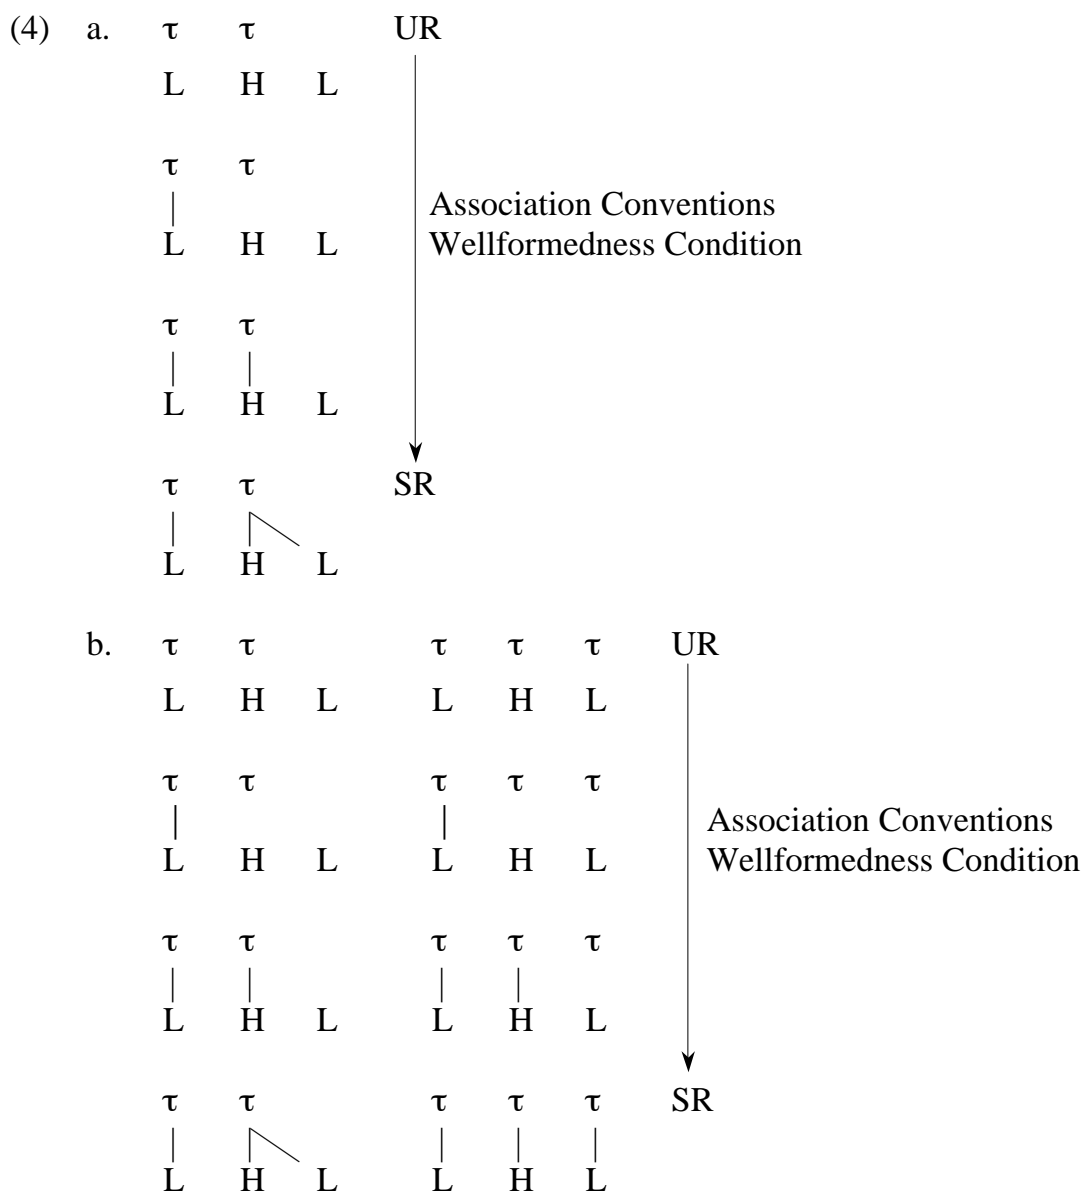 (4) a. τ τ UR
L H L
τ τ
Association Conventions
L H L Wellformedness Condition
τ τ
L H L
τ τ SR
L H L
b. τ τ τ τ τ UR
L H L L H L
τ τ τ τ τ
Association Conventions
L H L L H L Wellformedness Condition
τ τ τ τ τ
L H L L H L
τ τ τ τ τ SR
L H L L H L